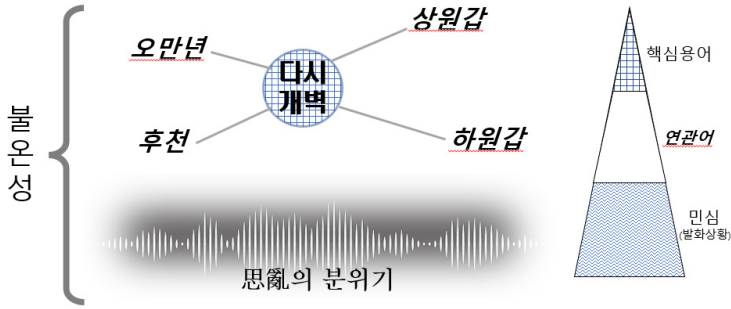 불온성
상원갑
오만년
다시
개벽
후천
하원갑
思亂의 분위기
핵심용어
연관어
민심
(발화상황)